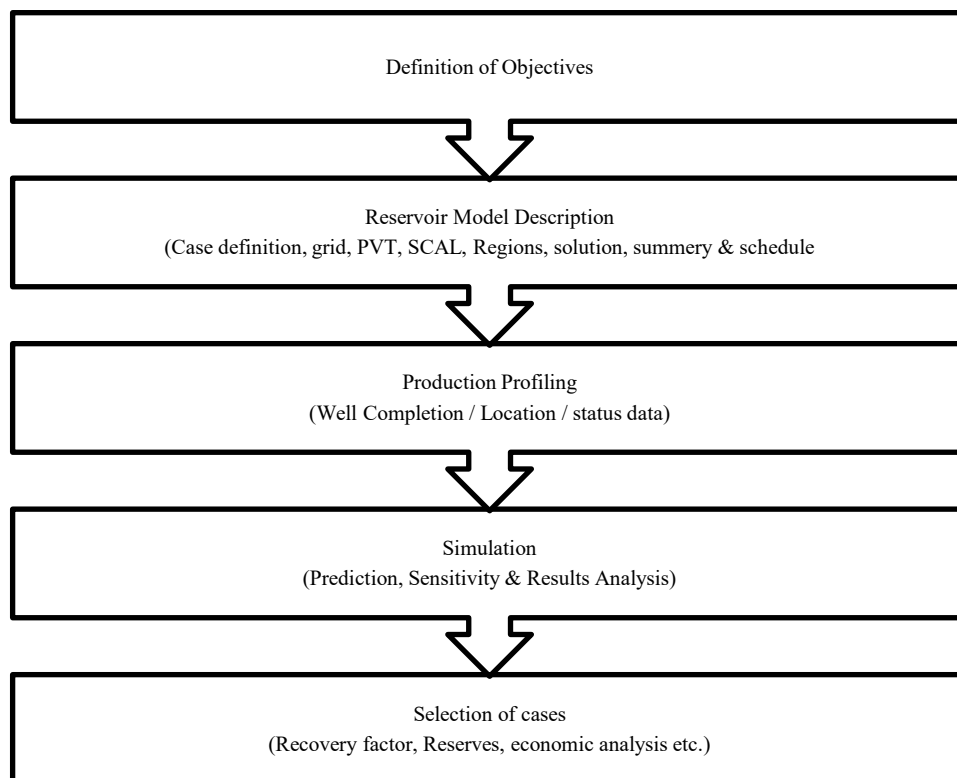 Definition of Objectives
Reservoir Model Description
(Case definition, grid, PVT, SCAL, Regions, solution, summery & schedule
Production Profiling
(Well Completion / Location / status data)
Simulation
(Prediction, Sensitivity & Results Analysis)
Selection of cases
(Recovery factor, Reserves, economic analysis etc.)